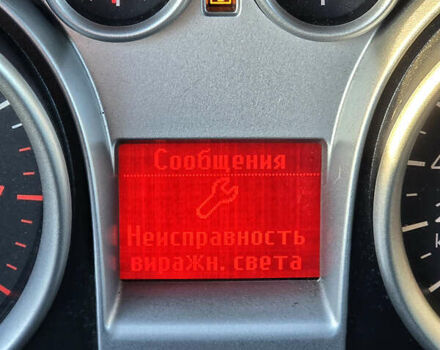 Сообщения
Неисправность
виражн. света